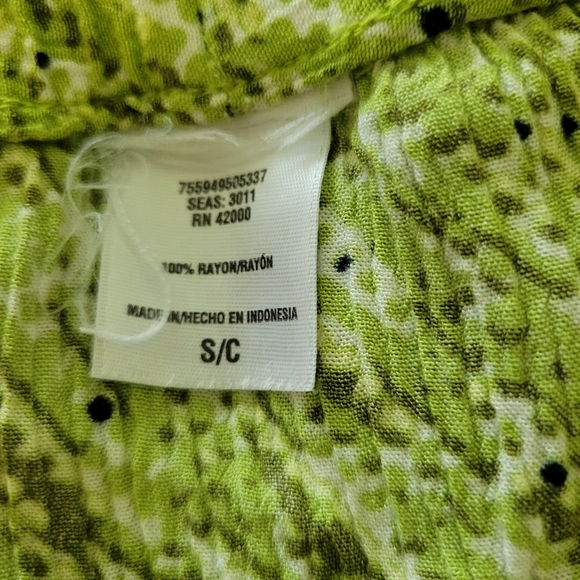 755949505337
SEAS: 3011
RN 42000
100% RAYON/RAYÓN
MADE IN/HECHO EN INDONESIA
S/C